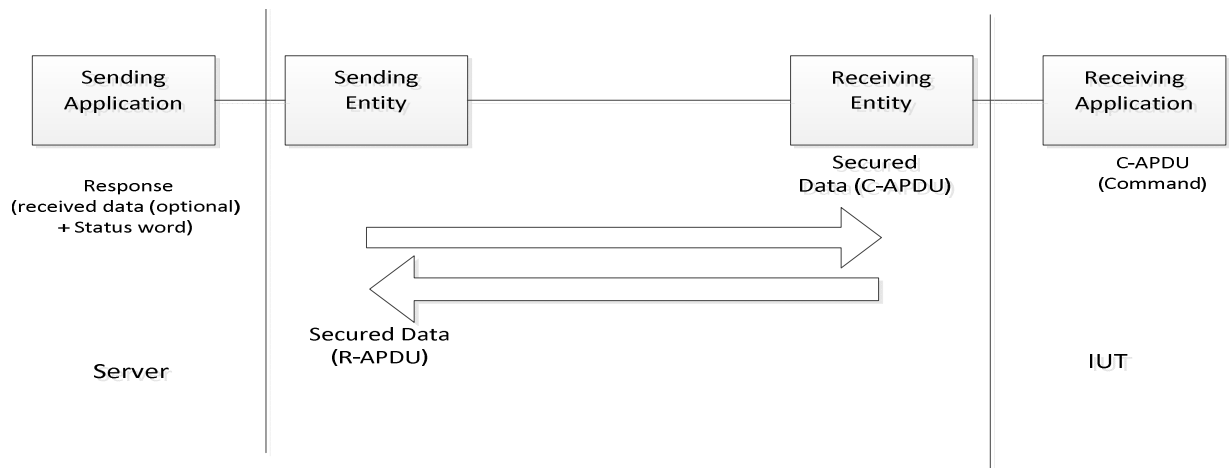 Sending
Application
Sending
Entity
Receiving
Entity
Receiving
Application
Response
(received data (optional)
+ Status word)
Secured
Data (C-APDU)
C-APDU
(Command)
Secured Data
(R-APDU)
Server
IUT